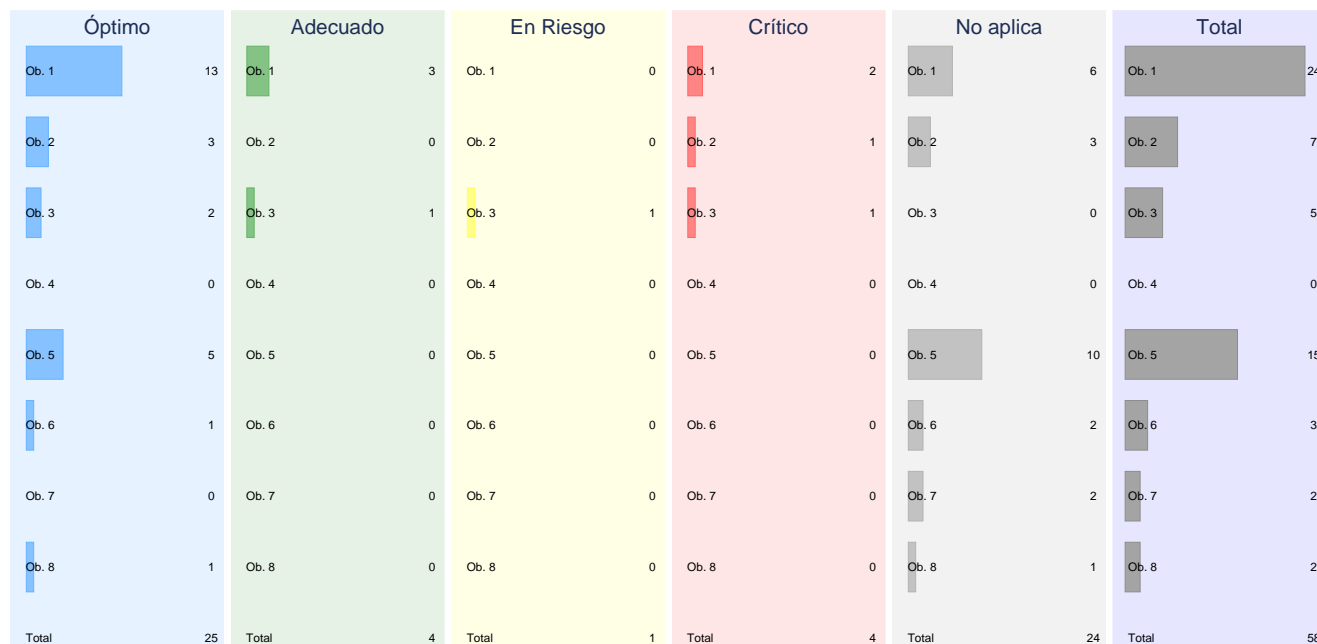 Óptimo Adecuado En Riesgo Crítico No aplica Total
Ob. 1 13 Ob. 1 3 Ob. 1 0 Ob. 1 2 Ob. 1 6 Ob. 1 24
Ob. 2 3 Ob. 2 0 Ob. 2 0 Ob. 2 1 Ob. 2 3 Ob. 2 7
Ob. 3 2 Ob. 3 1 Ob. 3 1 Ob. 3 1 Ob. 3 0 Ob. 3 5
Ob. 4 0 Ob. 4 0 Ob. 4 0 Ob. 4 0 Ob. 4 0 Ob. 4 0
Ob. 5 5 Ob. 5 0 Ob. 5 0 Ob. 5 0 Ob. 5 10 Ob. 5 15
Ob. 6 1 Ob. 6 0 Ob. 6 0 Ob. 6 0 Ob. 6 2 Ob. 6 3
Ob. 7 0 Ob. 7 0 Ob. 7 0 Ob. 7 0 Ob. 7 2 Ob. 7 2
Ob. 8 1 Ob. 8 0 Ob. 8 0 Ob. 8 0 Ob. 8 1 Ob. 8 2
Total 25 Total 4 Total 1 Total 4 Total 24 Total 58